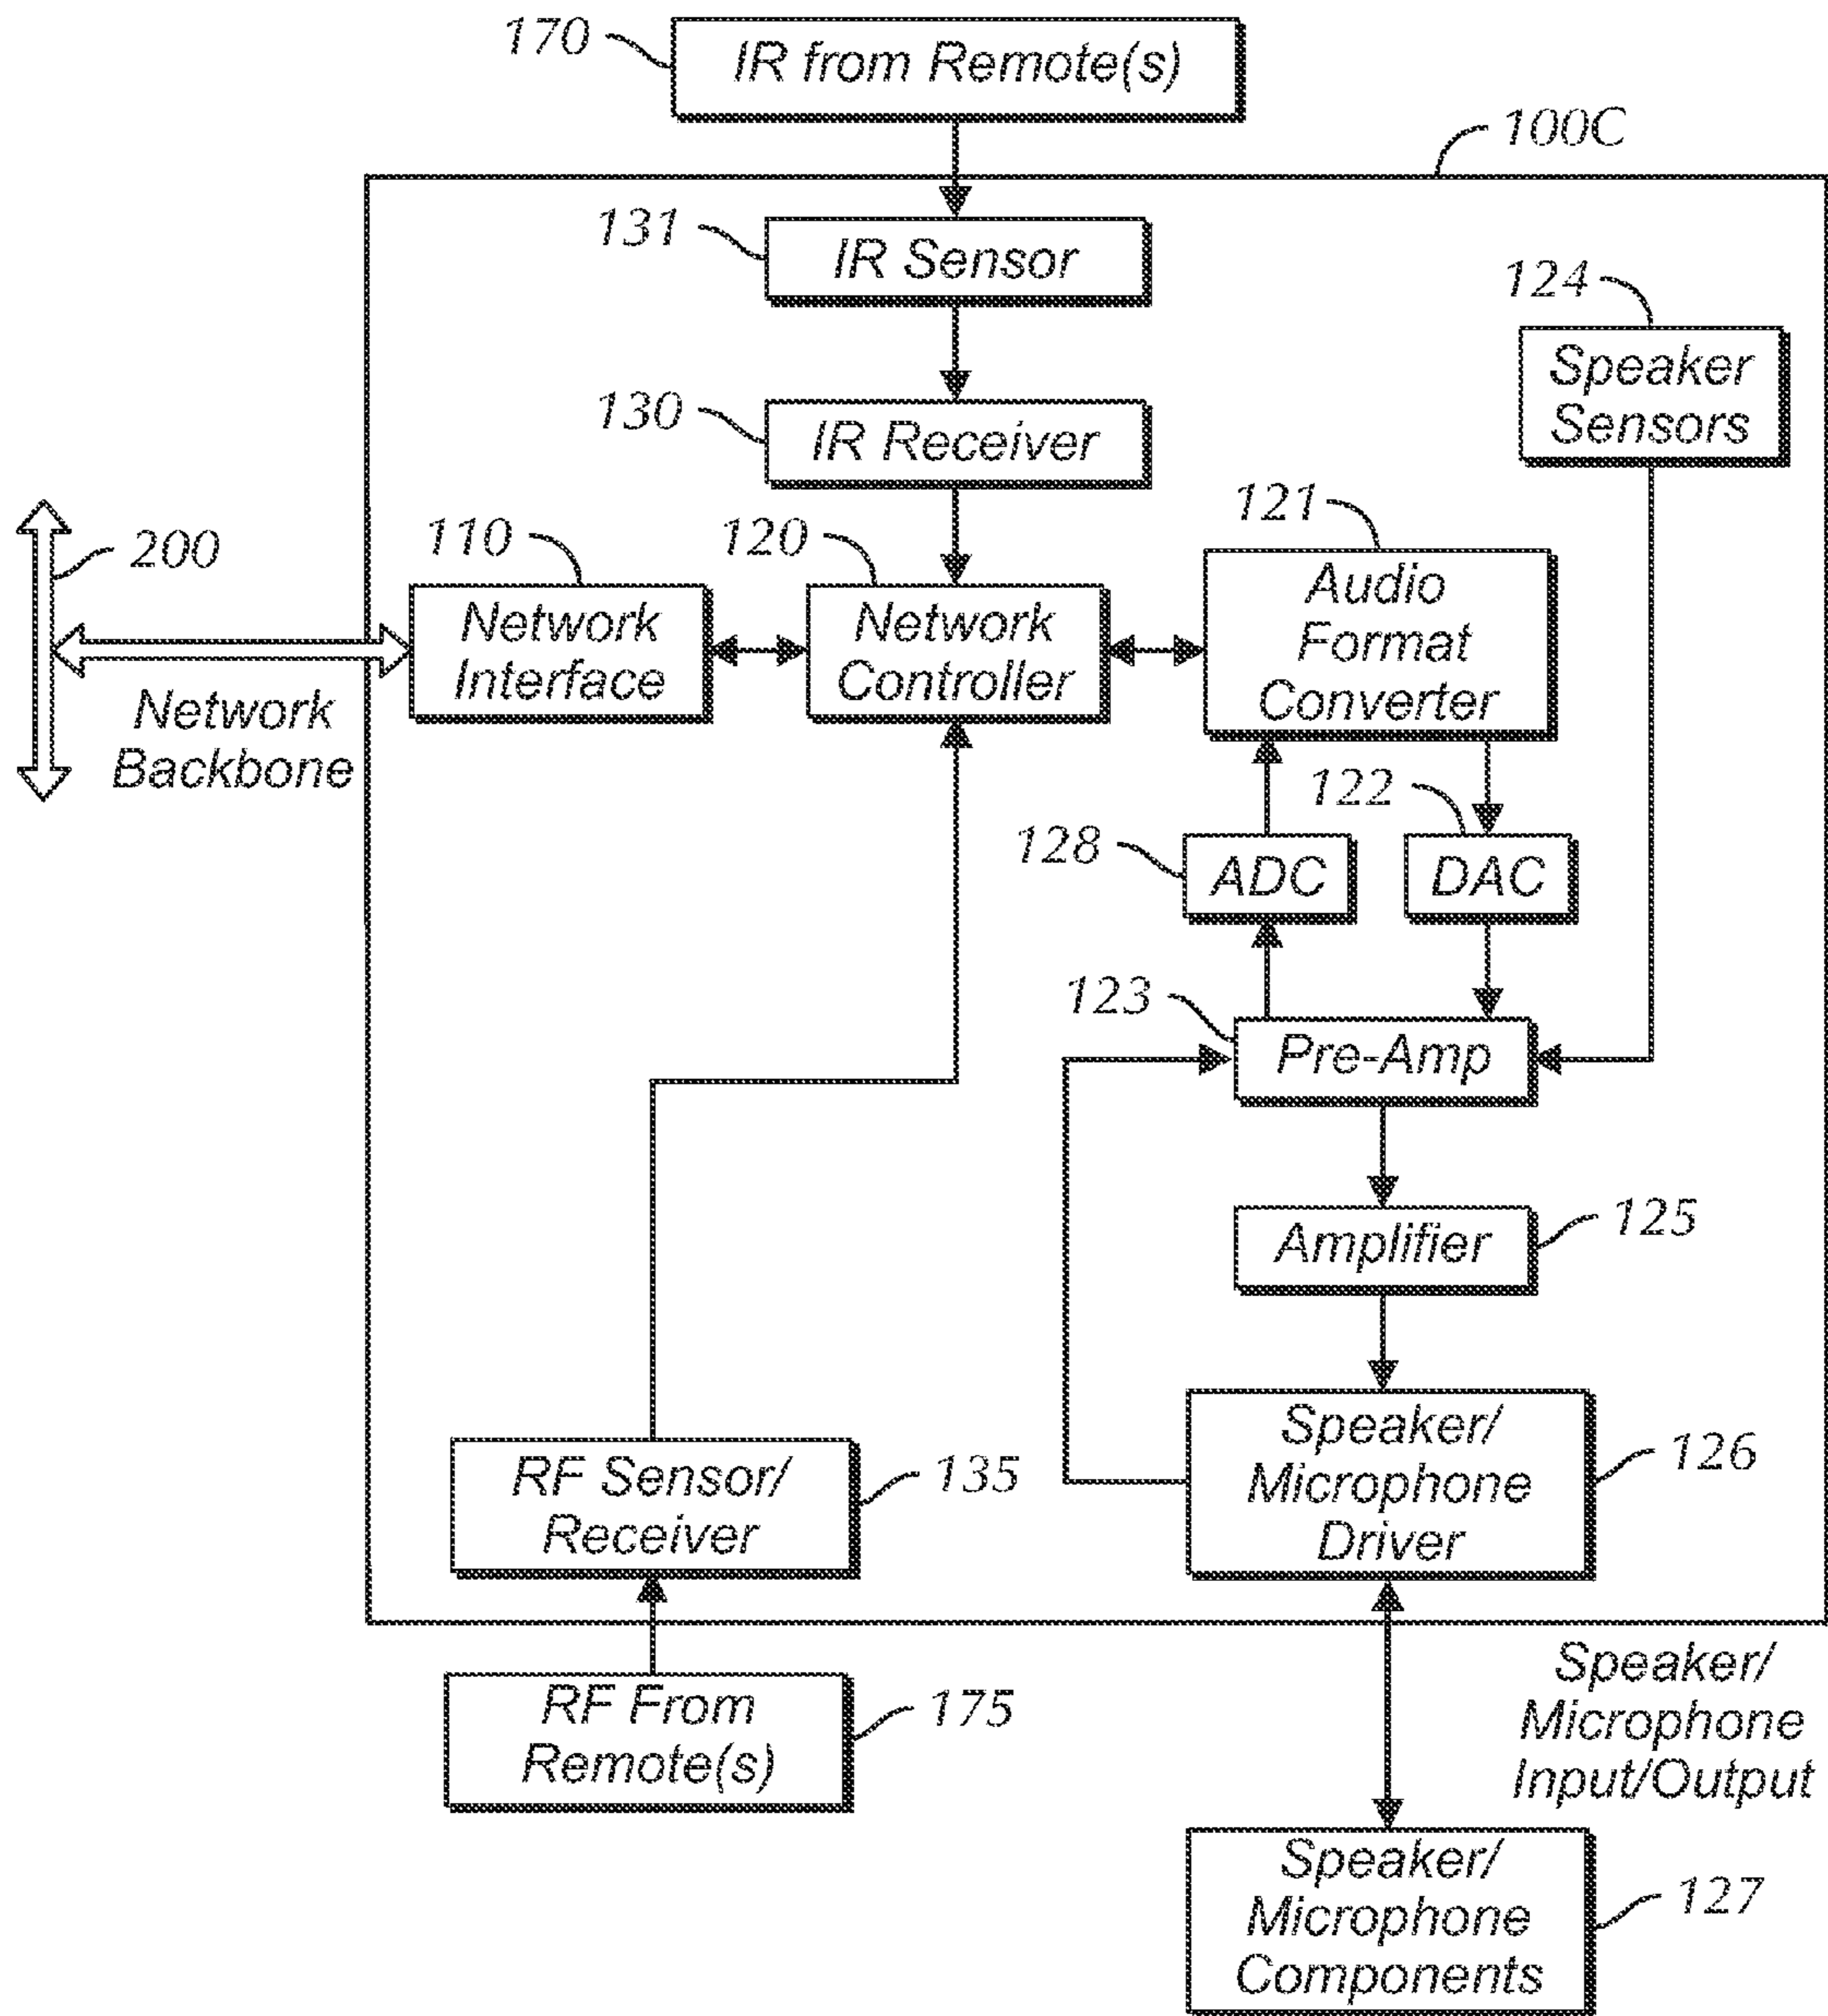 170
IR from Remote(s)
100C
131
IR Sensor
124
Speaker
Sensors
130
IR Receiver
200
110
120
121
Network
Interface
Network
Controller
Audio
Format
Converter
Network
Backbone
122
128
ADC
DAC
123
Pre-Amp
Amplifier
125
RF Sensor/
Receiver
135
Speaker/
Microphone
Driver
126
RF From
Remote(s)
175
Speaker/
Microphone
Input/Output
Speaker/
Microphone
Components
127